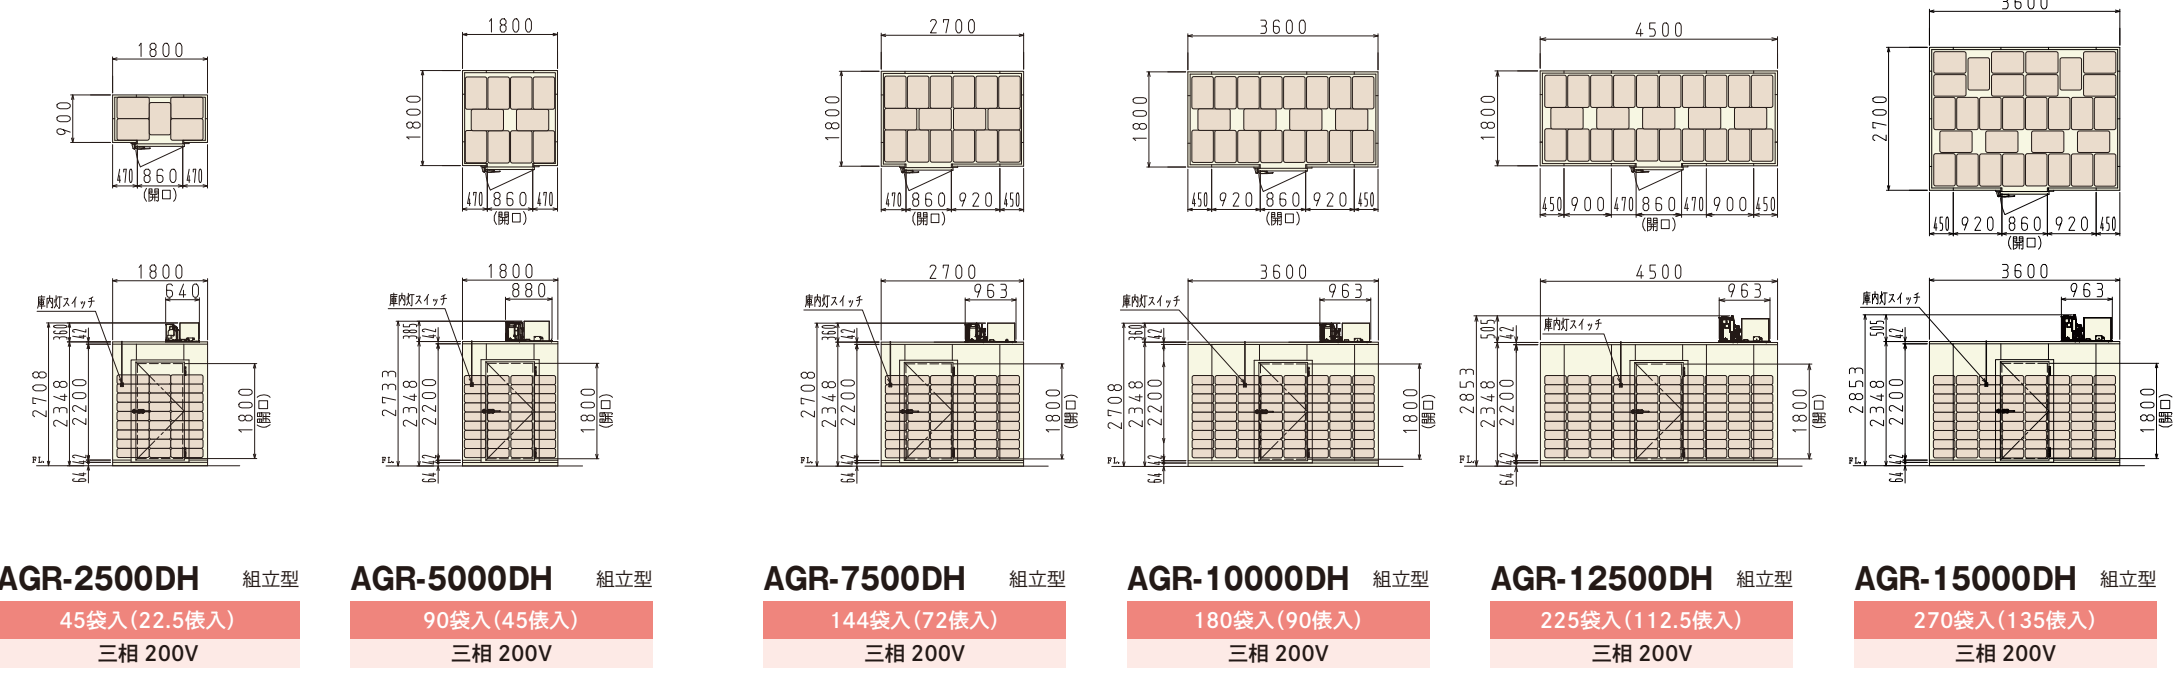 1800
900
470 860 470
(開口)
1800
1800
470 860 470
(開口)
2700
1800
470 860 920 450
(開口)
3600
1800
450 920 860 920 450
(開口)
4500
1800
450 900 470 860 470 900 450
(開口)
3600
2700
450 920 860 920 450
(開口)
1800
640
庫内灯スイッチ
360 42
2708 2348 2200 1800 (開口)
FL
64 42
1800
880
庫内灯スイッチ
385 42
2733 2348 2200 1800 (開口)
FL
64 42
2700
963
庫内灯スイッチ
360 42
2708 2348 2200 1800 (開口)
FL
64 42
3600
963
庫内灯スイッチ
360 42
2708 2348 2200 1800 (開口)
FL
64 42
4500
963
庫内灯スイッチ
505 42
2853 2348 2200 1800 (開口)
FL
64 42
3600
963
庫内灯スイッチ
505 42
2853 2348 2200 1800 (開口)
FL
64 42
AGR-2500DH 組立型
45袋入(22.5俵入)
三相 200V
AGR-5000DH 組立型
90袋入(45俵入)
三相 200V
AGR-7500DH 組立型
144袋入(72俵入)
三相 200V
AGR-10000DH 組立型
180袋入(90俵入)
三相 200V
AGR-12500DH 組立型
225袋入(112.5俵入)
三相 200V
AGR-15000DH 組立型
270袋入(135俵入)
三相 200V